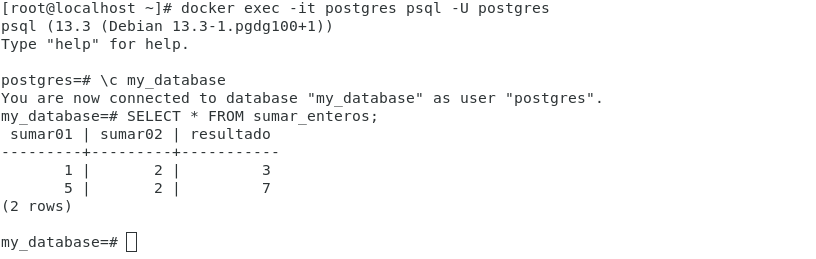 [root@localhost ~]# docker exec -it postgres psql -U postgres
psql (13.3 (Debian 13.3-1.pgdg100+1))
Type "help" for help.

postgres=# \c my_database
You are now connected to database "my_database" as user "postgres".
my_database=# SELECT * FROM sumar_enteros;
 sumar01 | sumar02 | resultado
---------+---------+-----------
       1 |       2 |         3
       5 |       2 |         7
(2 rows)

my_database=#